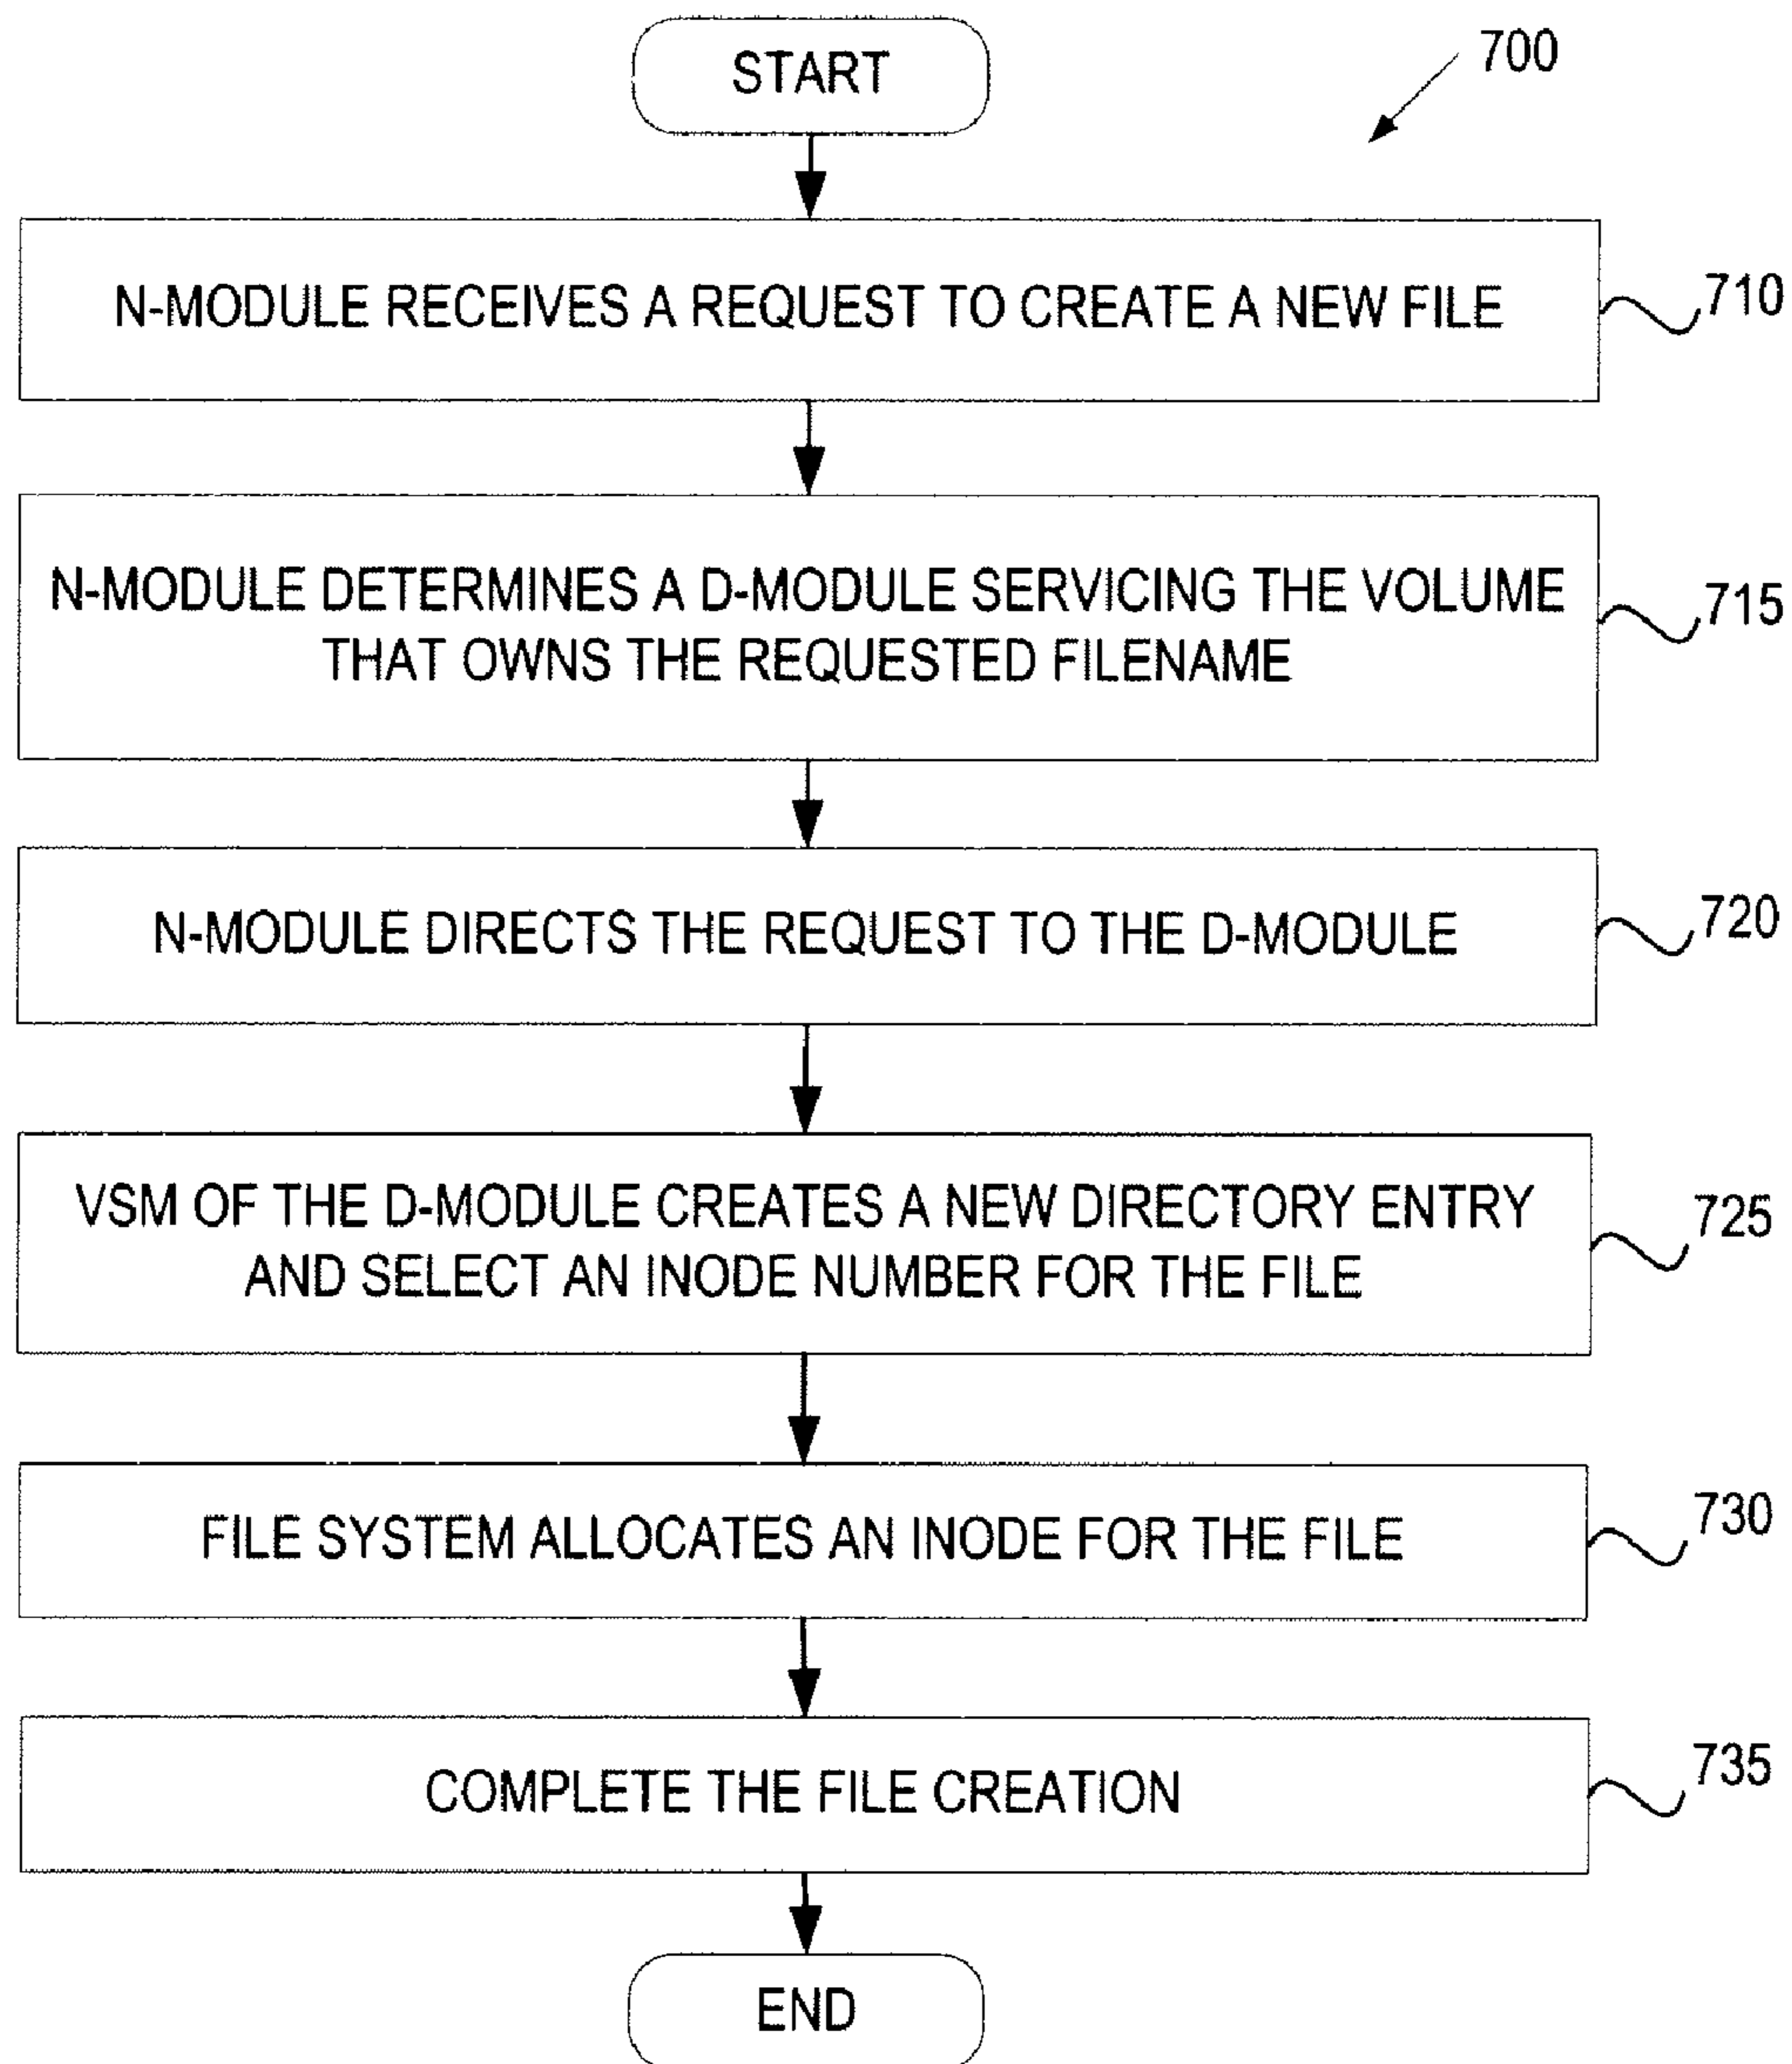 START
700
N-MODULE RECEIVES A REQUEST TO CREATE A NEW FILE
710
N-MODULE DETERMINES A D-MODULE SERVICING THE VOLUME
THAT OWNS THE REQUESTED FILENAME
715
N-MODULE DIRECTS THE REQUEST TO THE D-MODULE
720
VSM OF THE D-MODULE CREATES A NEW DIRECTORY ENTRY
AND SELECT AN INODE NUMBER FOR THE FILE
725
FILE SYSTEM ALLOCATES AN INODE FOR THE FILE
730
COMPLETE THE FILE CREATION
735
END